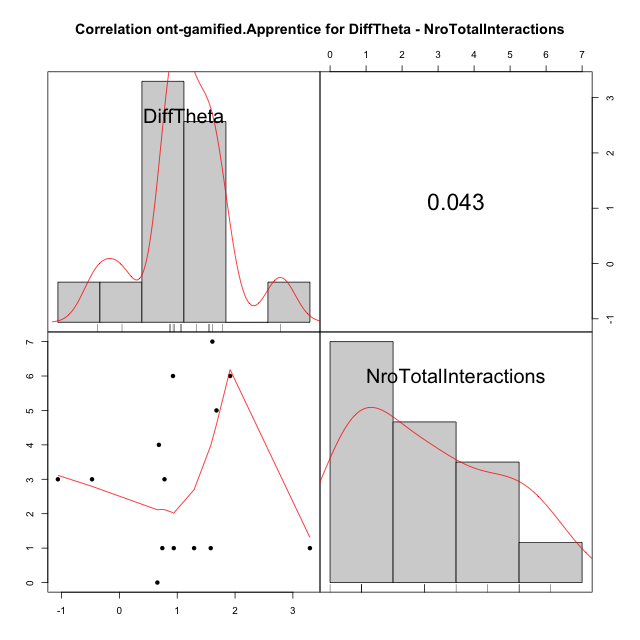 Correlation ont-gamified.Apprentice for DiffTheta - NroTotalInteractions
0 1 2 3 4 5 6 7
DiffTheta
0.043
3
2
1
0
-1
7
6
5
4
3
2
1
0
NroTotalInteractions
-1 0 1 2 3